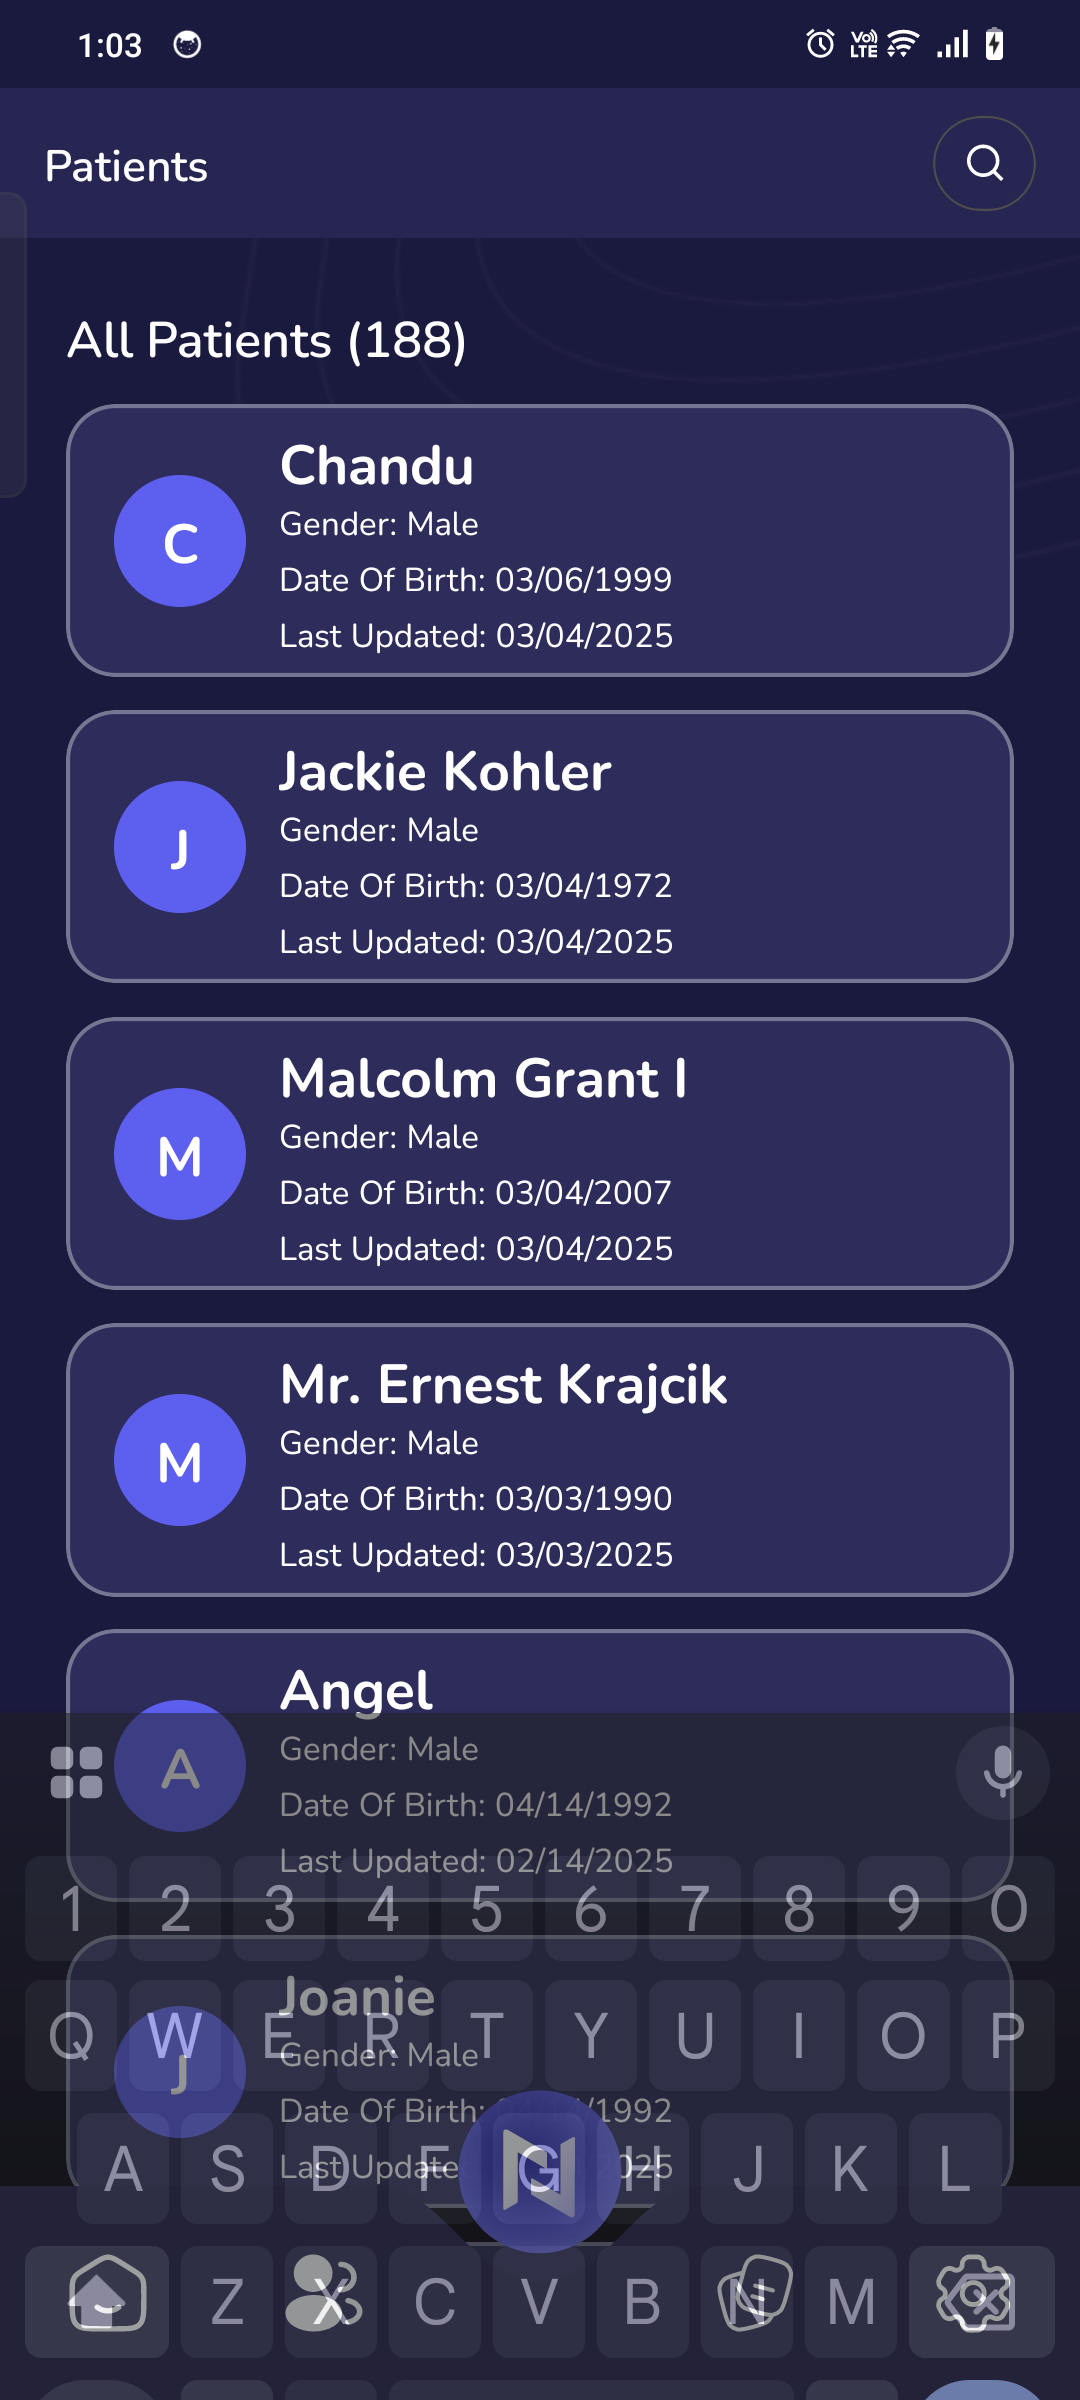 1:03
Vo)) LTE
Patients
All Patients (188)
C
Chandu
Gender: Male
Date Of Birth: 03/06/1999
Last Updated: 03/04/2025
J
Jackie Kohler
Gender: Male
Date Of Birth: 03/04/1972
Last Updated: 03/04/2025
M
Malcolm Grant I
Gender: Male
Date Of Birth: 03/04/2007
Last Updated: 03/04/2025
M
Mr. Ernest Krajcik
Gender: Male
Date Of Birth: 03/03/1990
Last Updated: 03/03/2025
A
Angel
Gender: Male
Date Of Birth: 04/14/1992
Last Updated: 02/14/2025
1 2 3 4 5 6 7 8 9 0
J
Joanie
Q W E R T Y U I O P
Gender: Male
Date Of Birth: /1992
A S D F G H J K L
Last Update
Z X C V B N M